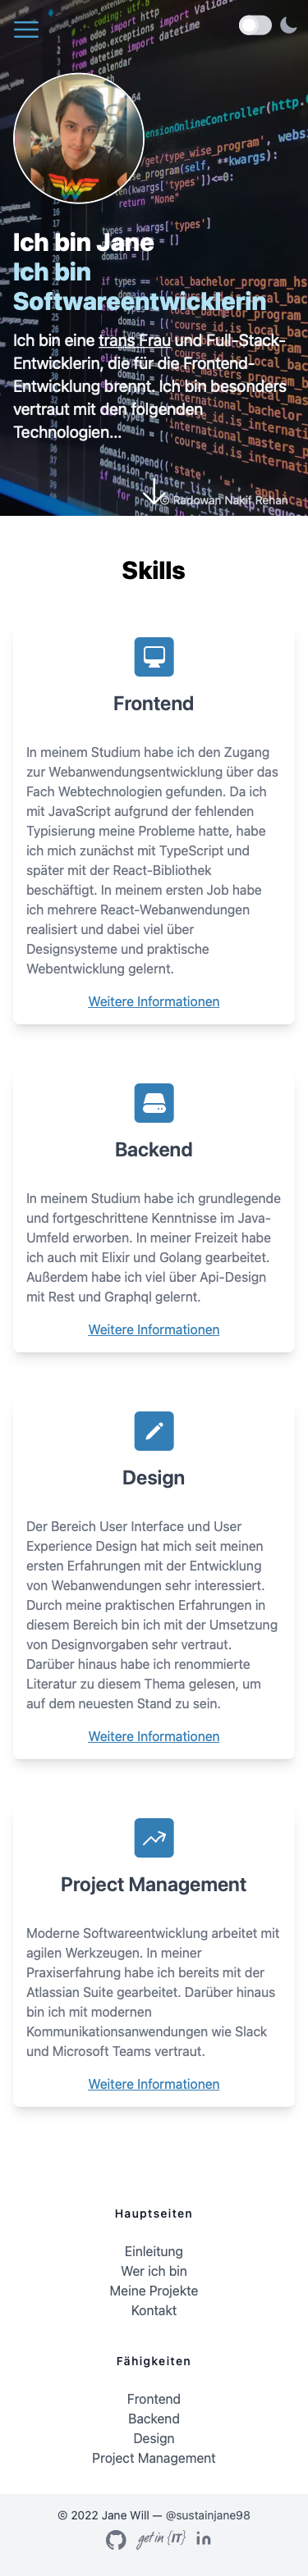 Ich bin Jane
Ich bin
Softwareentwicklerin
Ich bin eine trans Frau und Full-Stack-
Entwicklerin, die für die Frontend-
Entwicklung brennt. Ich bin besonders
vertraut mit den folgenden
Technologien...
© Radowan Nakif Rehan
Skills
Frontend
In meinem Studium habe ich den Zugang
zur Webanwendungsentwicklung über das
Fach Webtechnologien gefunden. Da ich
mit JavaScript aufgrund der fehlenden
Typisierung meine Probleme hatte, habe
ich mich zunächst mit TypeScript und
später mit der React-Bibliothek
beschäftigt. In meinem ersten Job habe
ich mehrere React-Webanwendungen
realisiert und dabei viel über
Designsysteme und praktische
Webentwicklung gelernt.
Weitere Informationen
Backend
In meinem Studium habe ich grundlegende
und fortgeschrittene Kenntnisse im Java-
Umfeld erworben. In meiner Freizeit habe
ich auch mit Elixir und Golang gearbeitet.
Außerdem habe ich viel über Api-Design
mit Rest und Graphql gelernt.
Weitere Informationen
Design
Der Bereich User Interface und User
Experience Design hat mich seit meinen
ersten Erfahrungen mit der Entwicklung
von Webanwendungen sehr interessiert.
Durch meine praktischen Erfahrungen in
diesem Bereich bin ich mit der Umsetzung
von Designvorgaben sehr vertraut.
Darüber hinaus habe ich renommierte
Literatur zu diesem Thema gelesen, um
auf dem neuesten Stand zu sein.
Weitere Informationen
Project Management
Moderne Softwareentwicklung arbeitet mit
agilen Werkzeugen. In meiner
Praxiserfahrung habe ich bereits mit der
Atlassian Suite gearbeitet. Darüber hinaus
bin ich mit modernen
Kommunikationsanwendungen wie Slack
und Microsoft Teams vertraut.
Weitere Informationen
Hauptseiten
Einleitung
Wer ich bin
Meine Projekte
Kontakt
Fähigkeiten
Frontend
Backend
Design
Project Management
© 2022 Jane Will — @sustainjane98
get in {IT} in